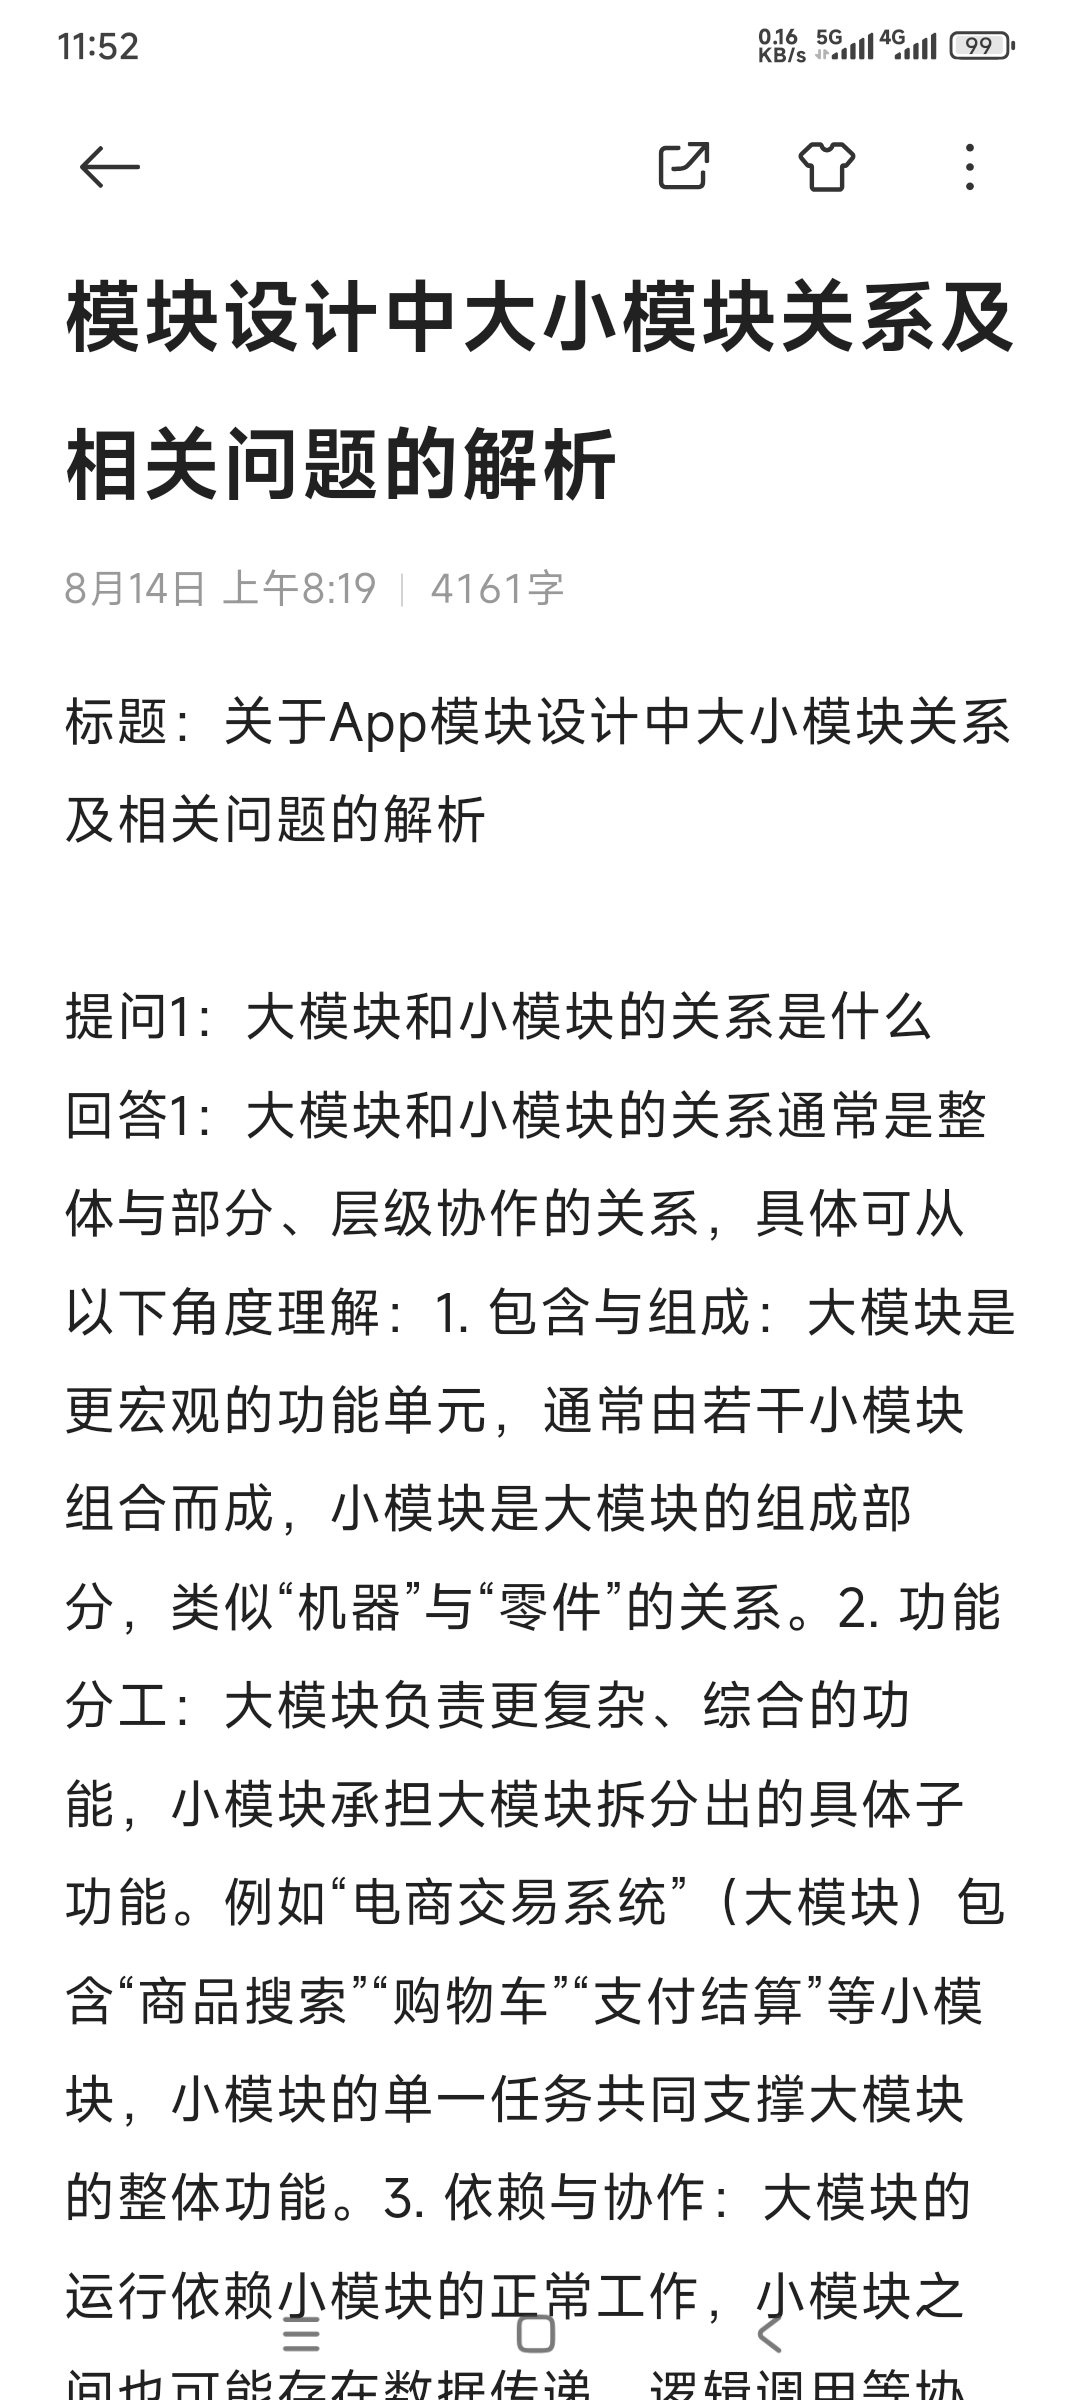 11:52
0.16 KB/s 5G 4G 99
模块设计中大小模块关系及
相关问题的解析
8月14日 上午8:19 | 4161字
标题：关于App模块设计中大小模块关系
及相关问题的解析
提问1：大模块和小模块的关系是什么
回答1：大模块和小模块的关系通常是整
体与部分、层级协作的关系，具体可从
以下角度理解：1. 包含与组成：大模块是
更宏观的功能单元，通常由若干小模块
组合而成，小模块是大模块的组成部
分，类似“机器”与“零件”的关系。2. 功能
分工：大模块负责更复杂、综合的功
能，小模块承担大模块拆分出的具体子
功能。例如“电商交易系统”（大模块）包
含“商品搜索”“购物车”“支付结算”等小模
块，小模块的单一任务共同支撑大模块
的整体功能。3. 依赖与协作：大模块的
运行依赖小模块的正常工作，小模块之
间也可能存在数据传递、逻辑调用等协